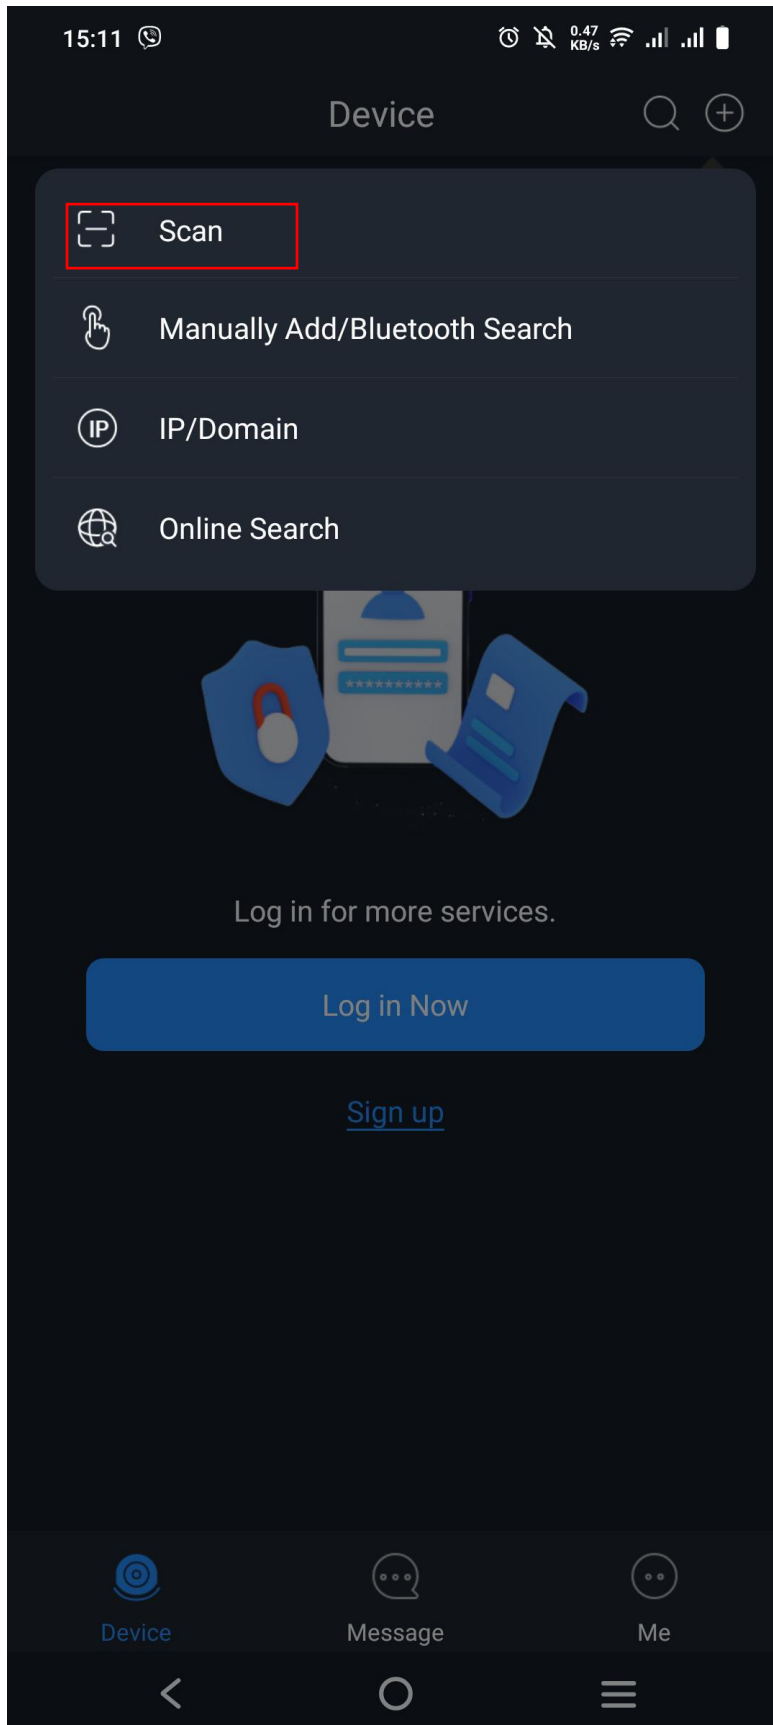 15:11
0.47
KB/s
Device
Scan
Manually Add/Bluetooth Search
IP
IP/Domain
Online Search
**********
Log in for more services.
Log in Now
Sign up
Device
Message
Me